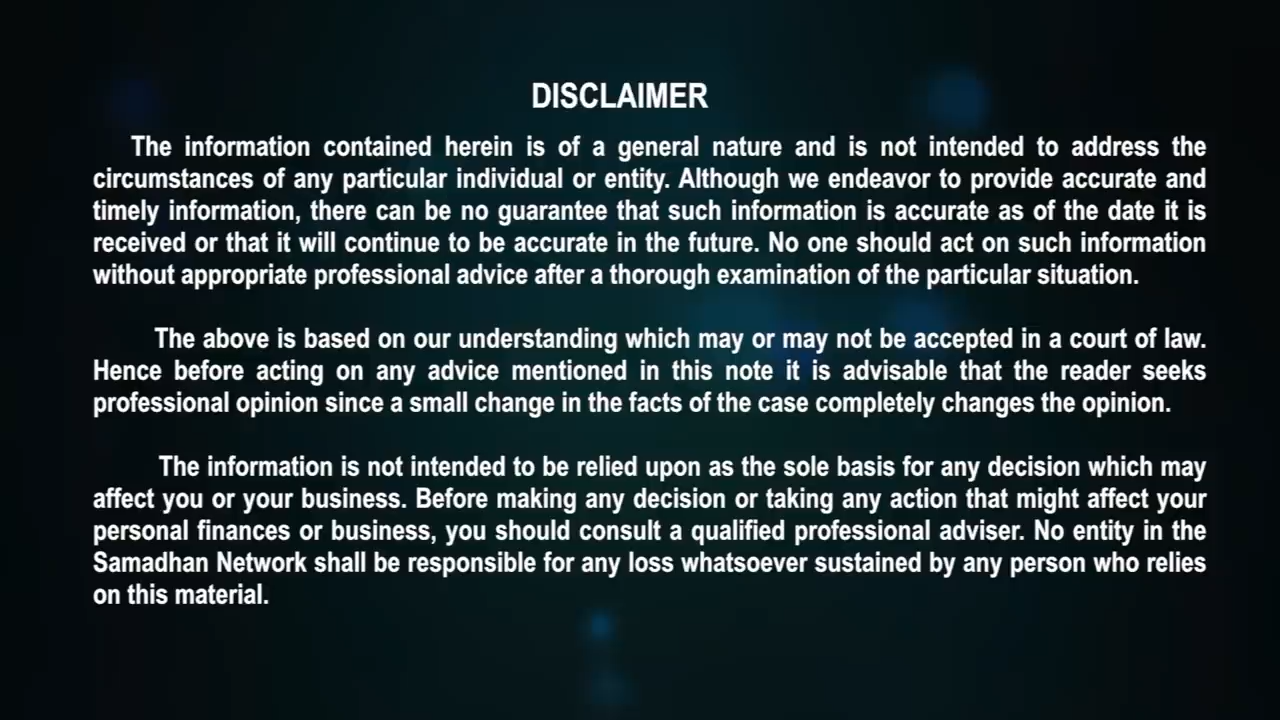 DISCLAIMER
The information contained herein is of a general nature and is not intended to address the
circumstances of any particular individual or entity. Although we endeavor to provide accurate and
timely information, there can be no guarantee that such information is accurate as of the date it is
received or that it will continue to be accurate in the future. No one should act on such information
without appropriate professional advice after a thorough examination of the particular situation.
The above is based on our understanding which may or may not be accepted in a court of law.
Hence before acting on any advice mentioned in this note it is advisable that the reader seeks
professional opinion since a small change in the facts of the case completely changes the opinion.
The information is not intended to be relied upon as the sole basis for any decision which may
affect you or your business. Before making any decision or taking any action that might affect your
personal finances or business, you should consult a qualified professional adviser. No entity in the
Samadhan Network shall be responsible for any loss whatsoever sustained by any person who relies
on this material.